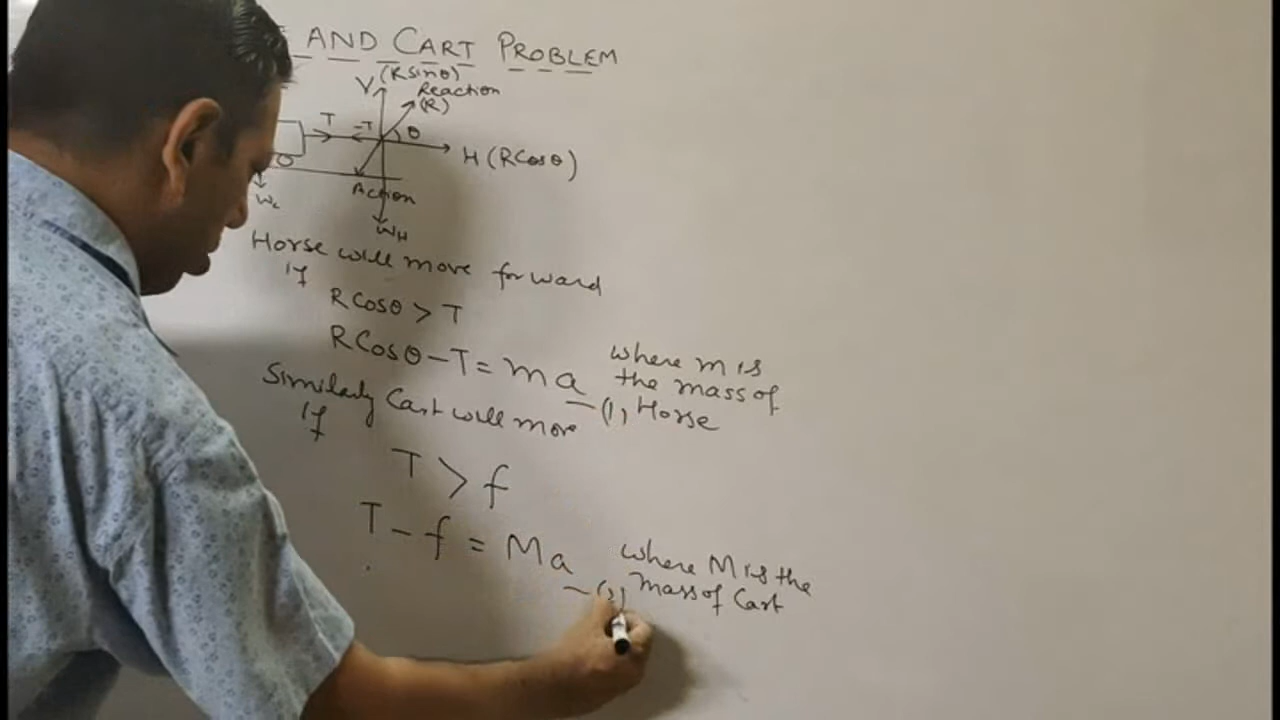 AND CART PROBLEM
V (Rsinθ)
Reaction
(R)
T
-T
θ
H (RCosθ)
Action
WH
Horse will move forward
if
RCosθ > T
RCosθ - T = ma
where m is
the mass of
Horse
—(1)
Similarly Cart will move
if
T > f
T - f = Ma
where M is the
mass of Cart
—(2)